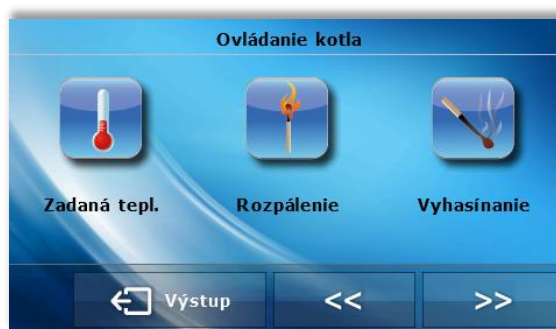 Ovládanie kotla
Zadaná tepl. Rozpálenie Vyhasínanie
Výstup << >>